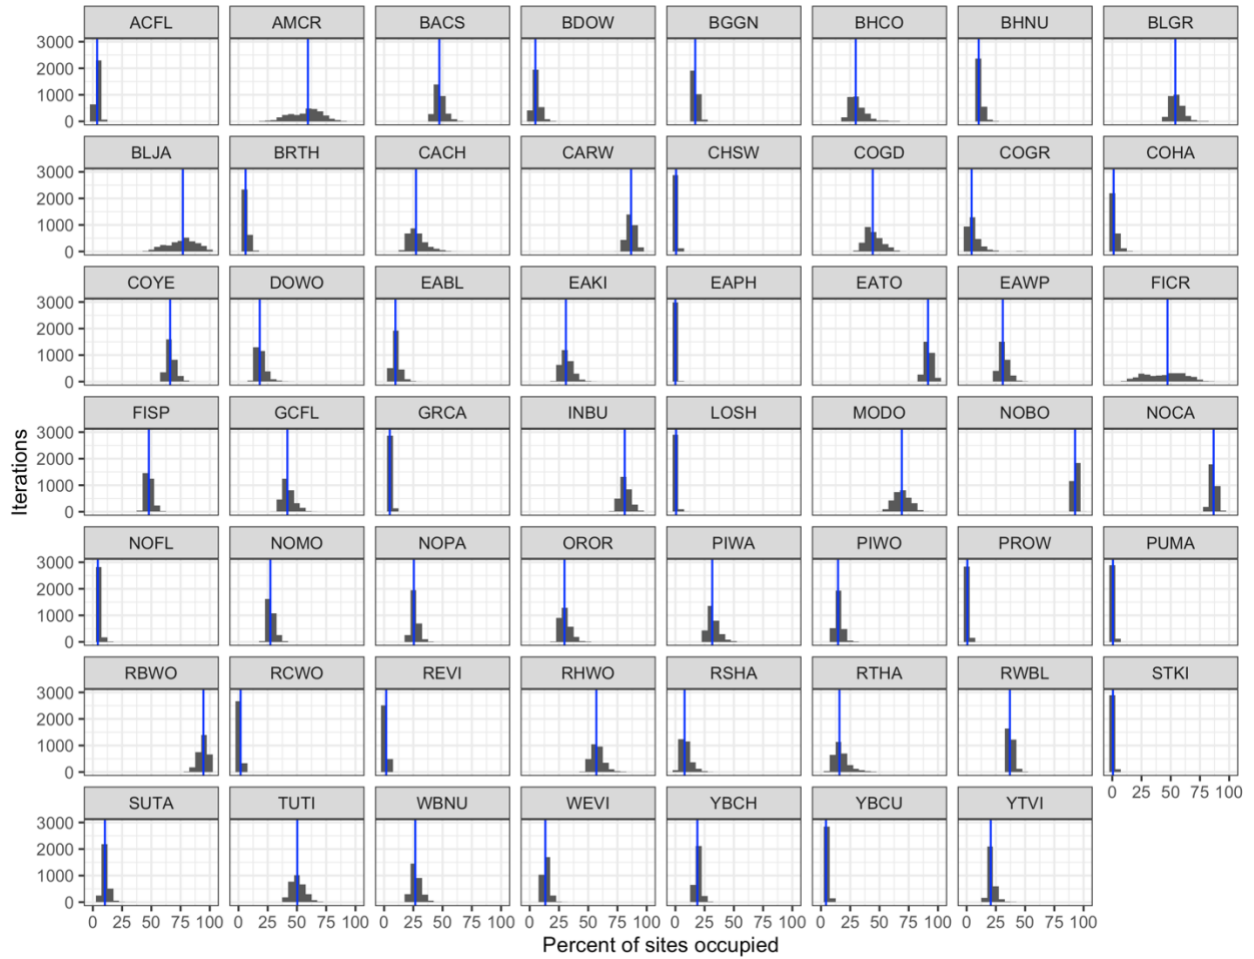 ACFL AMCR BACS BDOW BGGN BHCO BHNU BLGR
3000
2000
1000
0
BLJA BRTH CACH CARW CHSW COGD COGR COHA
3000
2000
1000
0
COYE DOWO EABL EAKI EAPH EATO EAWP FICR
3000
2000
1000
0
FISP GCFL GRCA INBU LOSH MODO NOBO NOCA
3000
2000
1000
0
Iterations
NOFL NOMO NOPA OROR PIWA PIWO PROW PUMA
3000
2000
1000
0
RBWO RCWO REVI RHWO RSHA RTHA RWBL STKI
3000
2000
1000
0
0 25 50 75 100
SUTA TUTI WBNU WEVI YBCH YBCU YTVI
3000
2000
1000
0
0 25 50 75 100 0 25 50 75 100 0 25 50 75 100 0 25 50 75 100 0 25 50 75 100 0 25 50 75 100 0 25 50 75 100
Percent of sites occupied